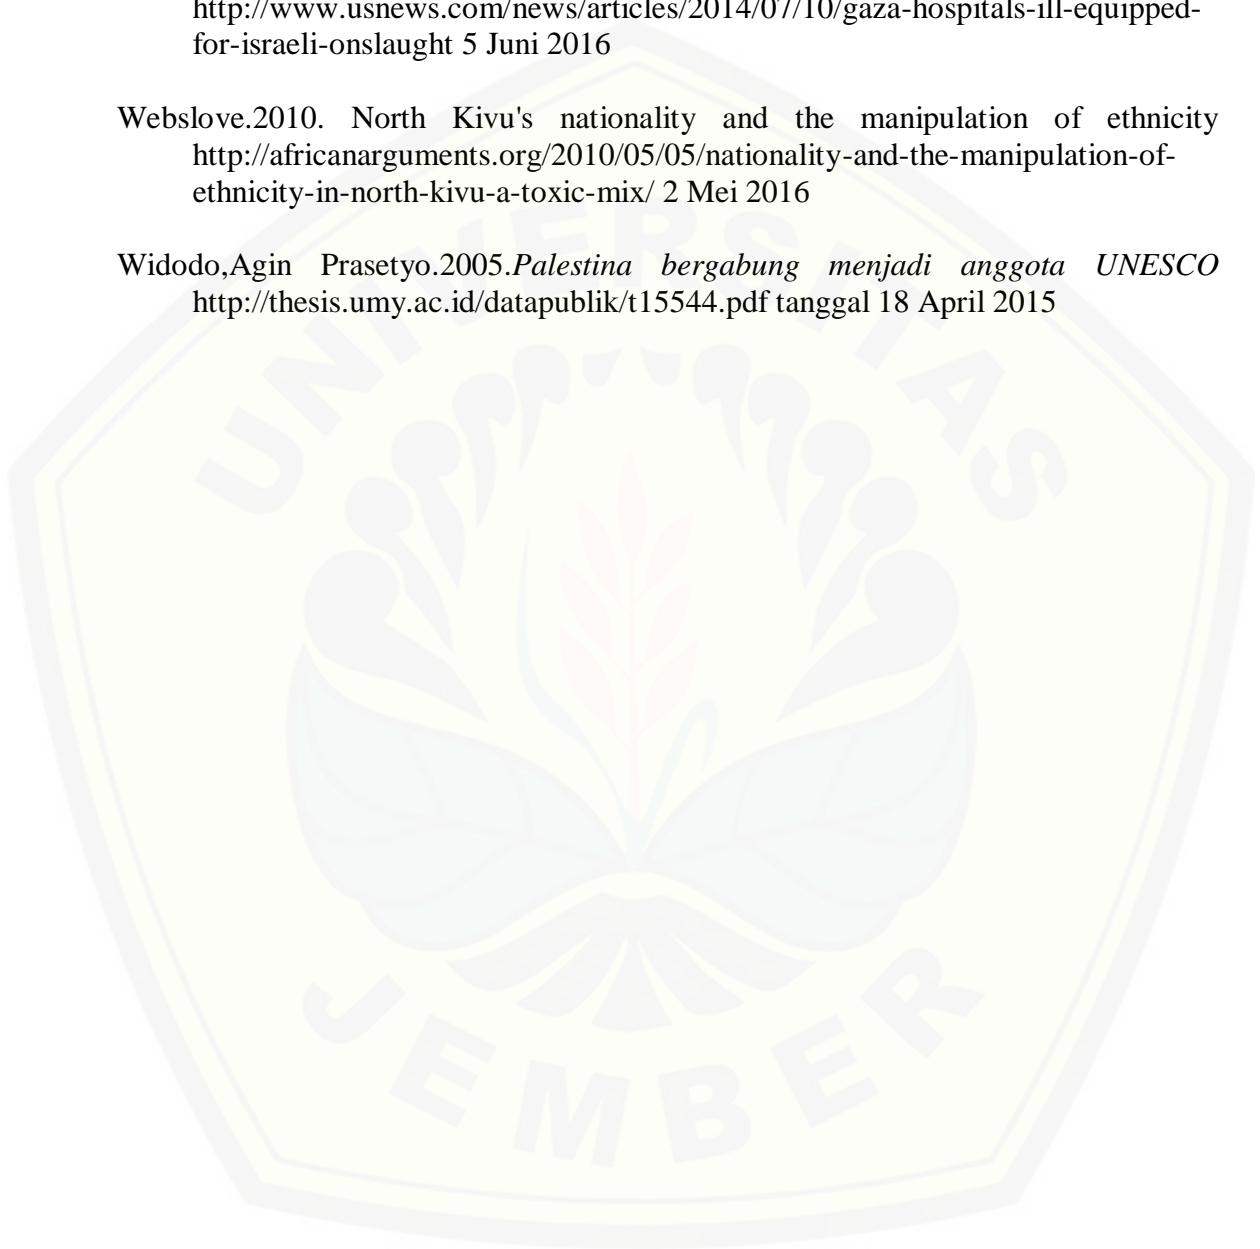 http://www.usnews.com/news/articles/2014/07/10/gaza-hospitals-ill-equipped-
for-israeli-onslaught 5 Juni 2016
Webslove.2010. North Kivu's nationality and the manipulation of ethnicity
http://africanarguments.org/2010/05/05/nationality-and-the-manipulation-of-
ethnicity-in-north-kivu-a-toxic-mix/ 2 Mei 2016
Widodo,Agin Prasetyo.2005.Palestina bergabung menjadi anggota UNESCO
http://thesis.umy.ac.id/datapublik/t15544.pdf tanggal 18 April 2015
UNIVERSITAS
JEMBER